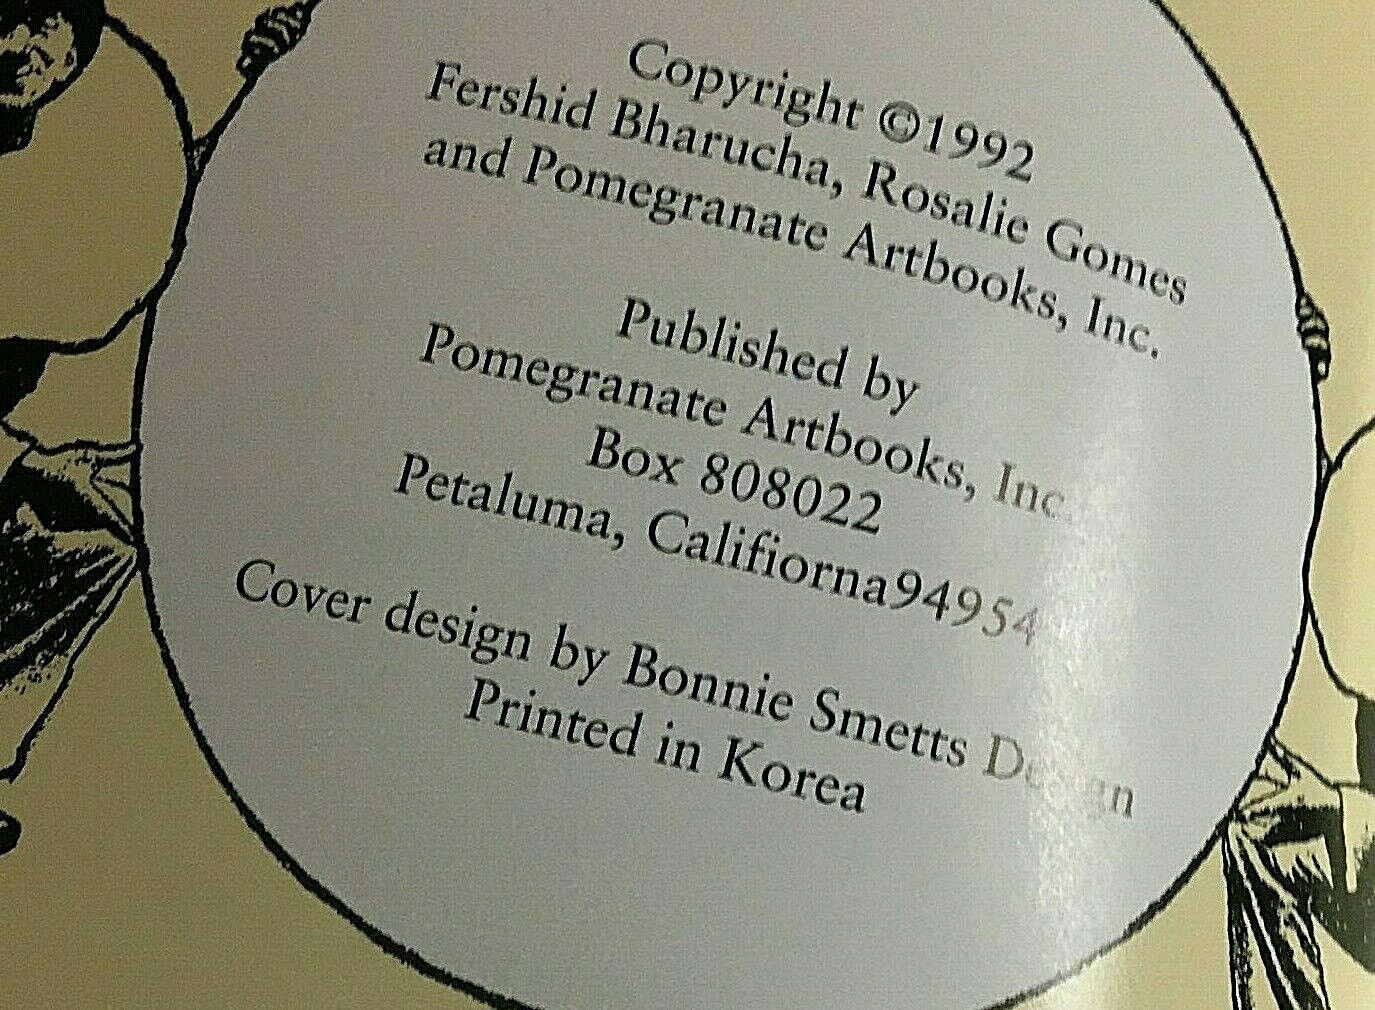 Copyright ©1992
Fershid Bharucha, Rosalie Gomes
and Pomegranate Artbooks, Inc.
Published by
Pomegranate Artbooks, Inc.
Box 808022
Petaluma, Califiorna94954
Cover design by Bonnie Smetts Design
Printed in Korea